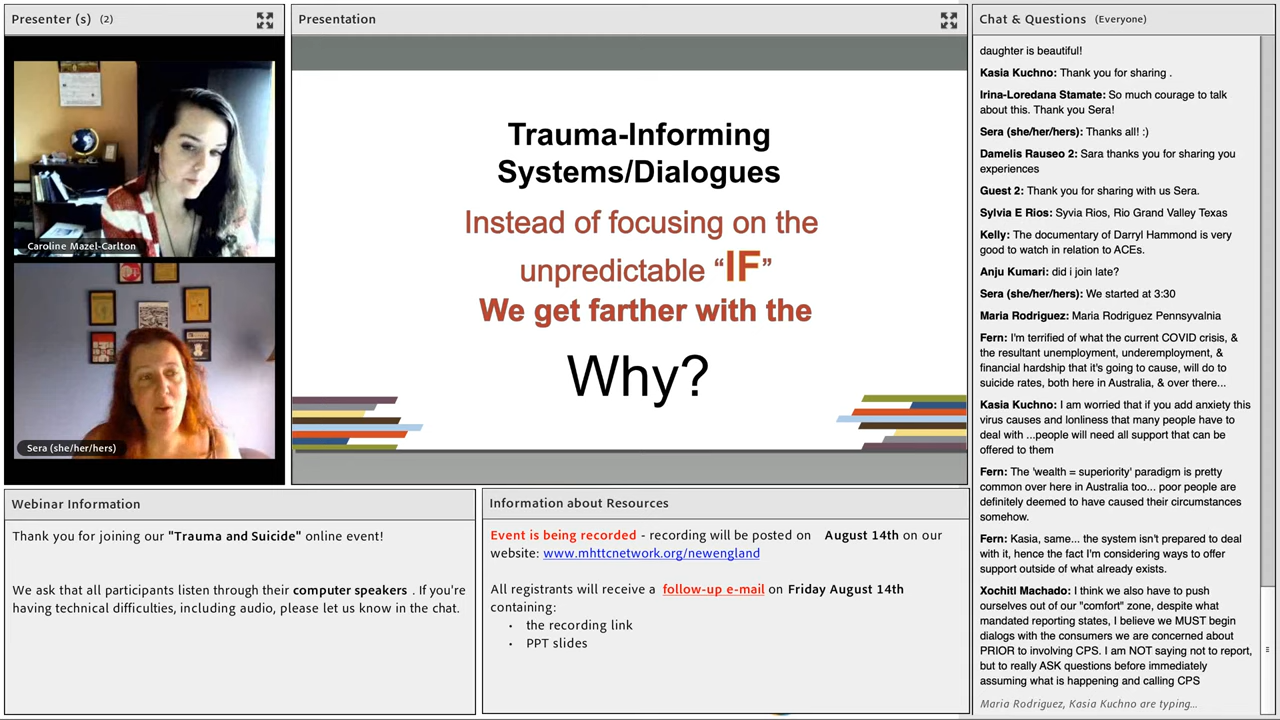 Presenter (s) (2)
Caroline Mazel-Carlton
Sera (she/her/hers)
Presentation
Trauma-Informing
Systems/Dialogues
Instead of focusing on the
unpredictable “IF”
We get farther with the
Why?
Webinar Information
Thank you for joining our "Trauma and Suicide" online event!
We ask that all participants listen through their computer speakers . If you're
having technical difficulties, including audio, please let us know in the chat.
Information about Resources
Event is being recorded - recording will be posted on August 14th on our
website: www.mhttcnetwork.org/newengland
All registrants will receive a follow-up e-mail on Friday August 14th
containing:
• the recording link
• PPT slides
Chat & Questions (Everyone)
daughter is beautiful!
Kasia Kuchno: Thank you for sharing .
Irina-Loredana Stamate: So much courage to talk
about this. Thank you Sera!
Sera (she/her/hers): Thanks all! :)
Damelis Rauseo 2: Sara thanks you for sharing you
experiences
Guest 2: Thank you for sharing with us Sera.
Sylvia E Rios: Syvia Rios, Rio Grand Valley Texas
Kelly: The documentary of Darryl Hammond is very
good to watch in relation to ACEs.
Anju Kumari: did i join late?
Sera (she/her/hers): We started at 3:30
Maria Rodriguez: Maria Rodriguez Pennsyvalnia
Fern: I'm terrified of what the current COVID crisis, &
the resultant unemployment, underemployment, &
financial hardship that it's going to cause, will do to
suicide rates, both here in Australia, & over there...
Kasia Kuchno: I am worried that if you add anxiety this
virus causes and lonliness that many people have to
deal with ...people will need all support that can be
offered to them
Fern: The 'wealth = superiority' paradigm is pretty
common over here in Australia too... poor people are
definitely deemed to have caused their circumstances
somehow.
Fern: Kasia, same... the system isn't prepared to deal
with it, hence the fact I'm considering ways to offer
support outside of what already exists.
Xochitl Machado: I think we also have to push
ourselves out of our "comfort" zone, despite what
mandated reporting states, I believe we MUST begin
dialogs with the consumers we are concerned about
PRIOR to involving CPS. I am NOT saying not to report,
but to really ASK questions before immediately
assuming what is happening and calling CPS
Maria Rodriguez, Kasia Kuchno are typing...